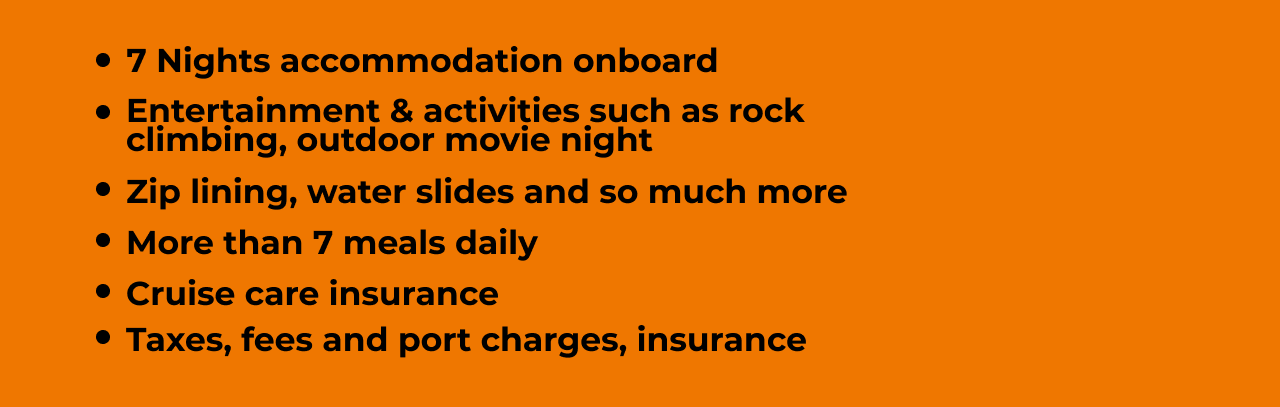 • 7 Nights accommodation onboard
• Entertainment & activities such as rock
climbing, outdoor movie night
• Zip lining, water slides and so much more
• More than 7 meals daily
• Cruise care insurance
• Taxes, fees and port charges, insurance